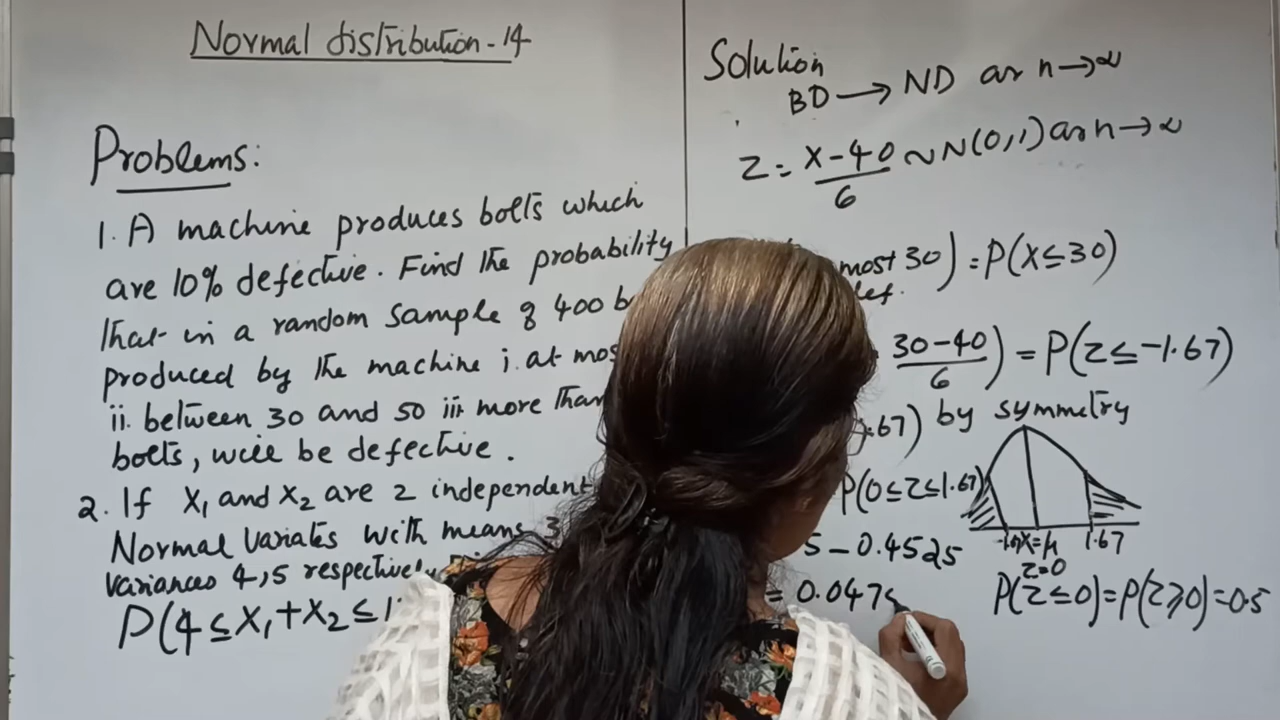 Normal distribution - 14
Problems:
1. A machine produces bolts which
are 10% defective. Find the probability
that in a random sample of 400
produced by the machine i. at
ii. between 30 and 50 iii. more than
bolts, will be defective.
2. If X₁ and X₂ are 2 independent
Normal variates with means
variances 4,5 respectively
P(4≤X₁+X₂≤1
Solution
BD → ND as n→∞
Z = X-40/6 ~ N(0,1) as n→∞
most 30) = P(X≤30)
def.
30-40/6) = P(Z≤-1.67)
.67) by symmetry
P(0≤Z≤1.67)
5 - 0.4525
= 0.047
X=μ 1.67
Z=0
P(Z≤0)=P(Z≥0)=0.5